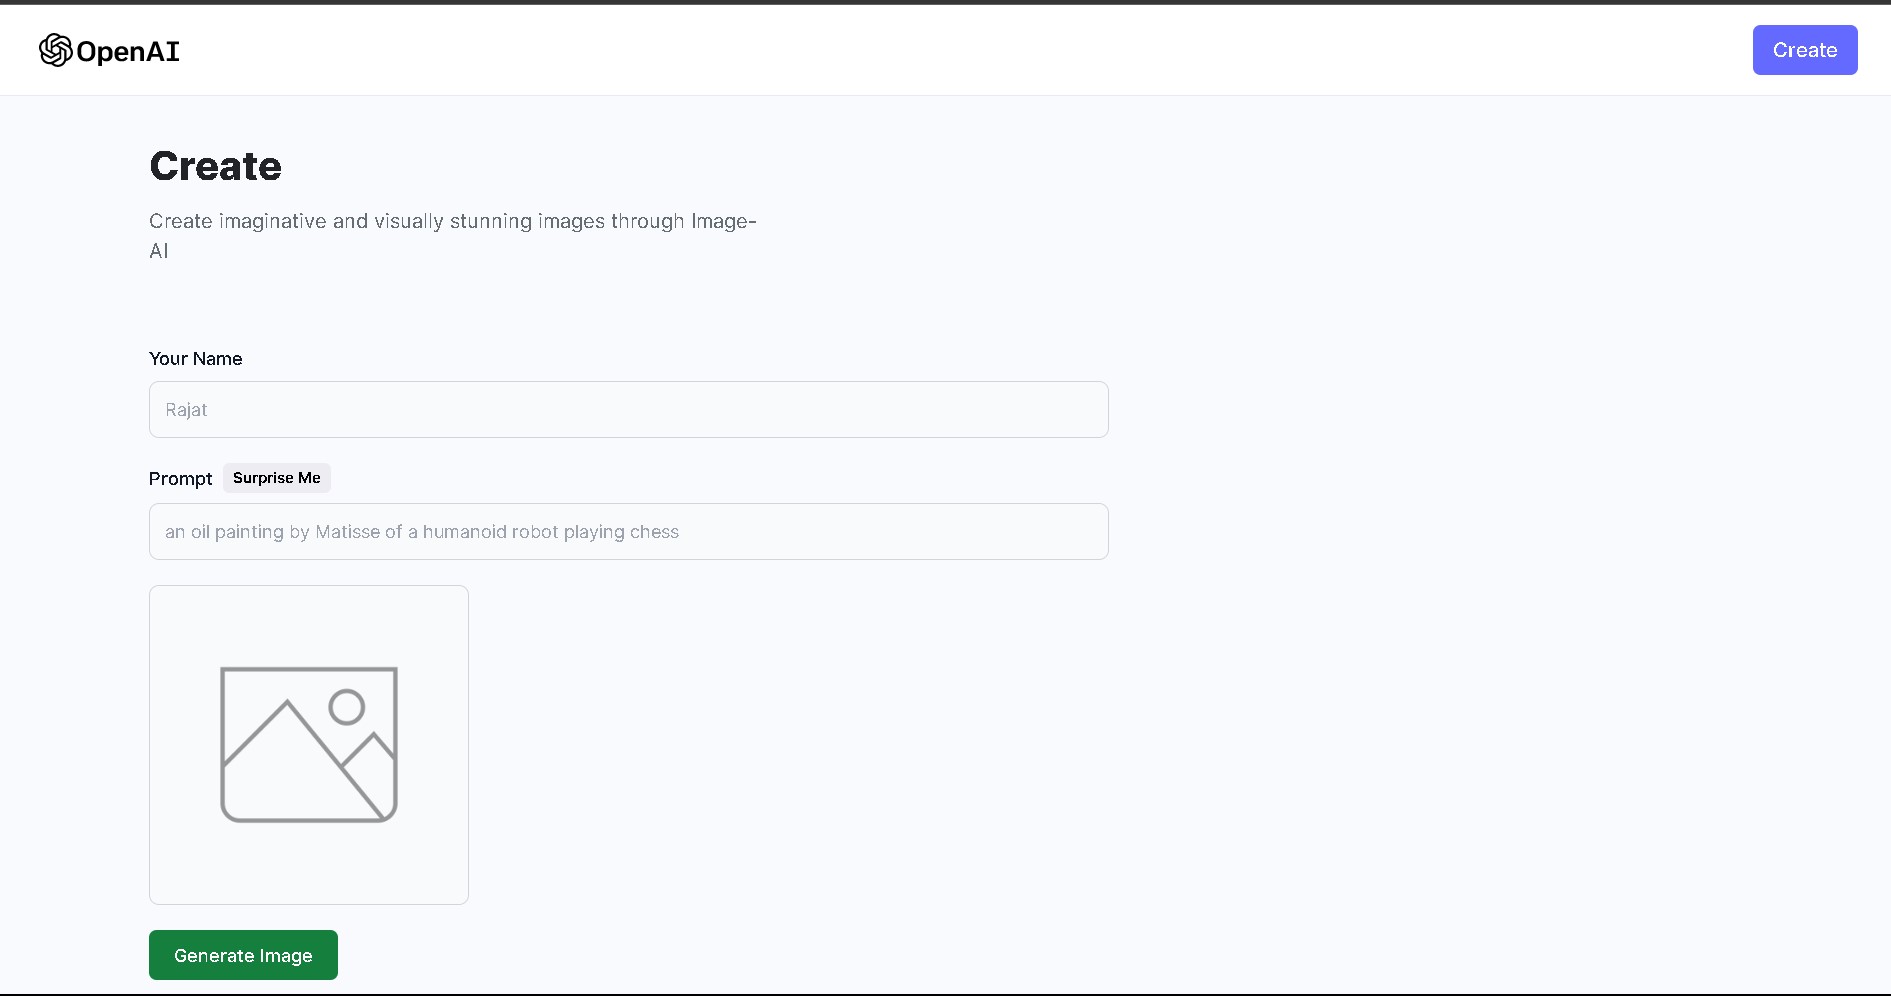 OpenAI
Create
Create
Create imaginative and visually stunning images through Image-
AI
Your Name
Rajat
Prompt Surprise Me
an oil painting by Matisse of a humanoid robot playing chess
Generate Image